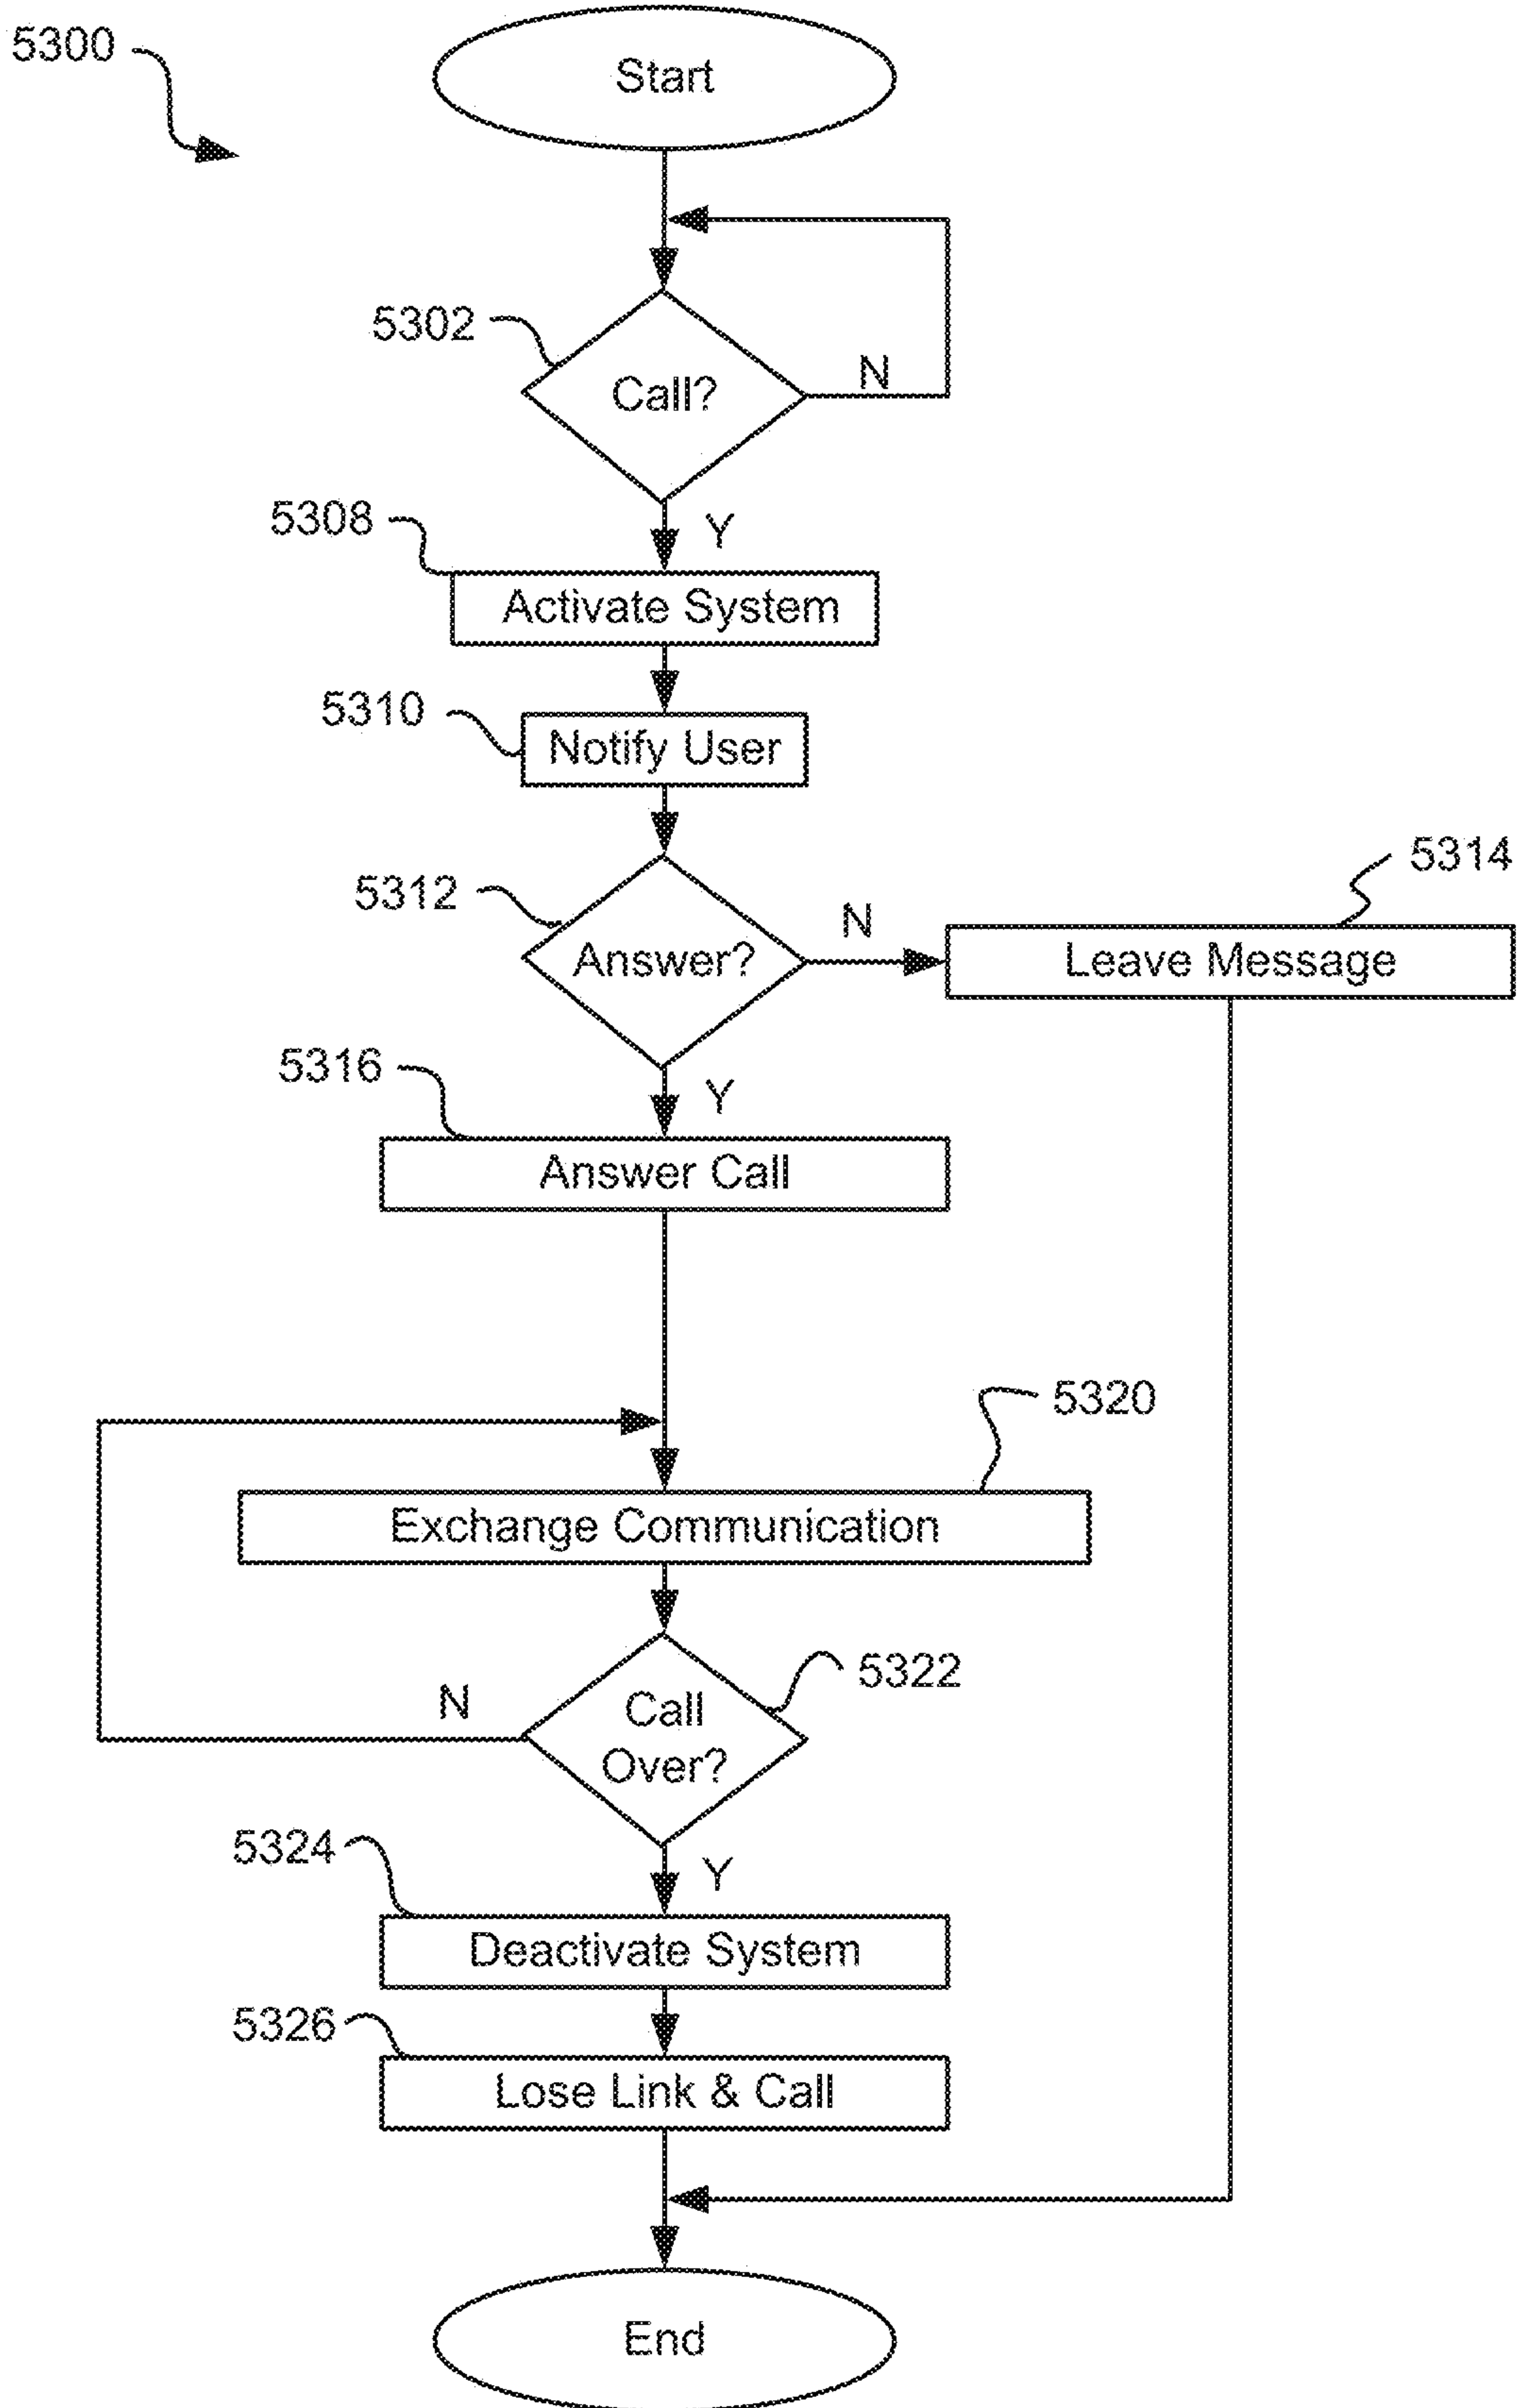 5300
Start
5302
Call?
N
5308
Y
Activate System
5310
Notify User
5312
Answer?
N
5314
Leave Message
5316
Y
Answer Call
5320
Exchange Communication
5322
N
Call
Over?
5324
Y
Deactivate System
5326
Lose Link & Call
End